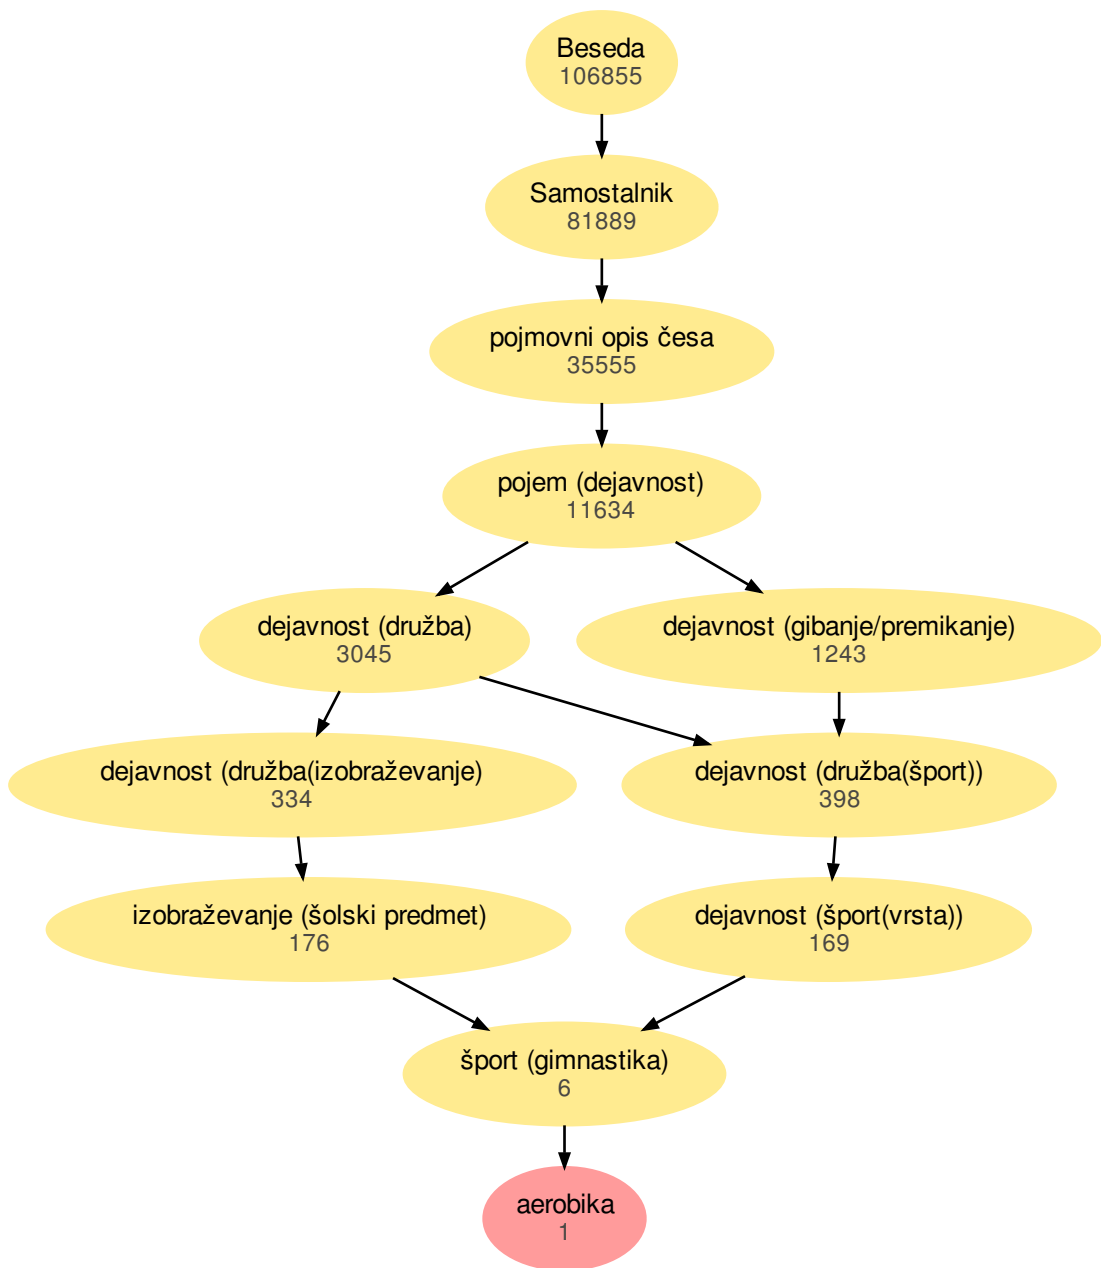 Beseda
106855
Samostalnik
81889
pojmovni opis česa
35555
pojem (dejavnost)
11634
dejavnost (družba)
3045
dejavnost (gibanje/premikanje)
1243
dejavnost (družba(izobraževanje)
334
dejavnost (družba(šport))
398
izobraževanje (šolski predmet)
176
dejavnost (šport(vrsta))
169
šport (gimnastika)
6
aerobika
1